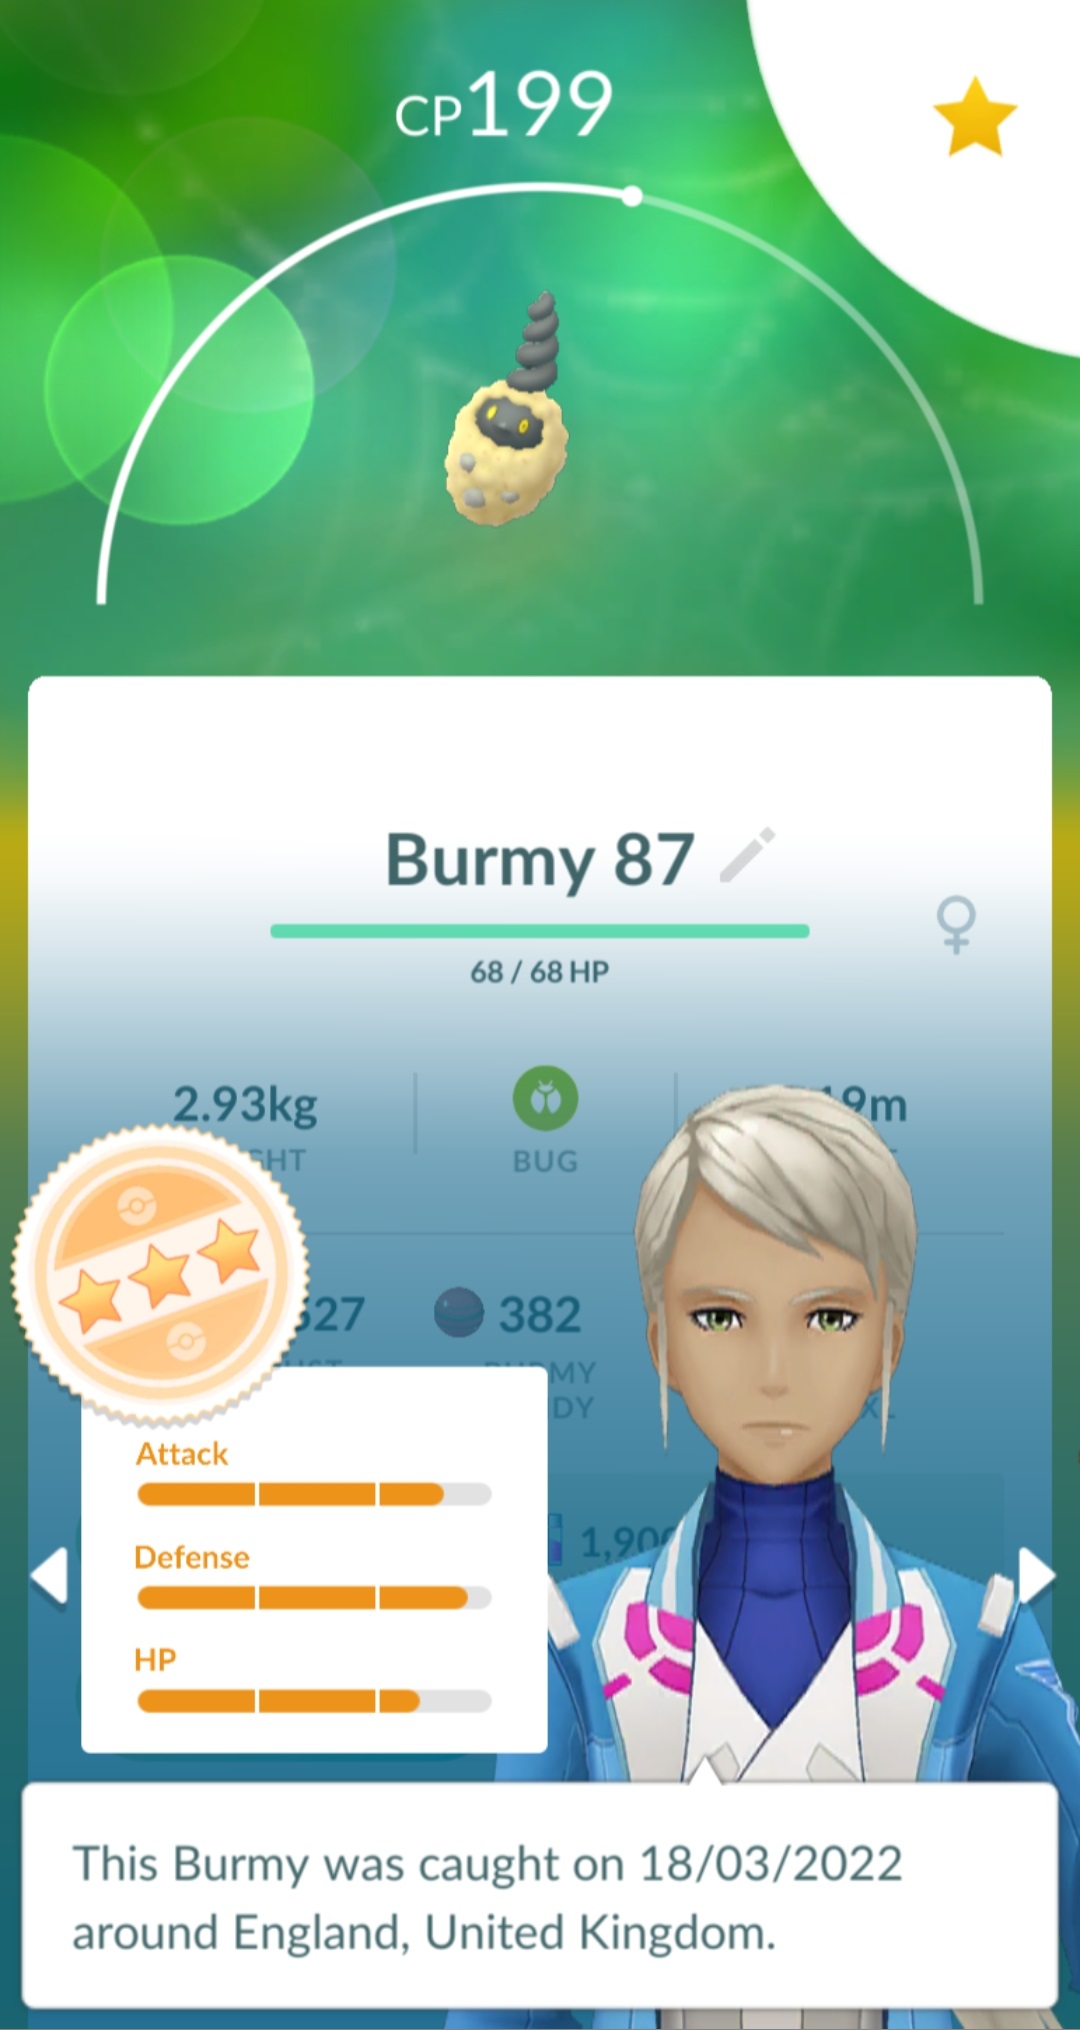 CP199
Burmy 87
68 / 68 HP
2.93kg
BUG
382
Attack
Defense
HP
This Burmy was caught on 18/03/2022
around England, United Kingdom.